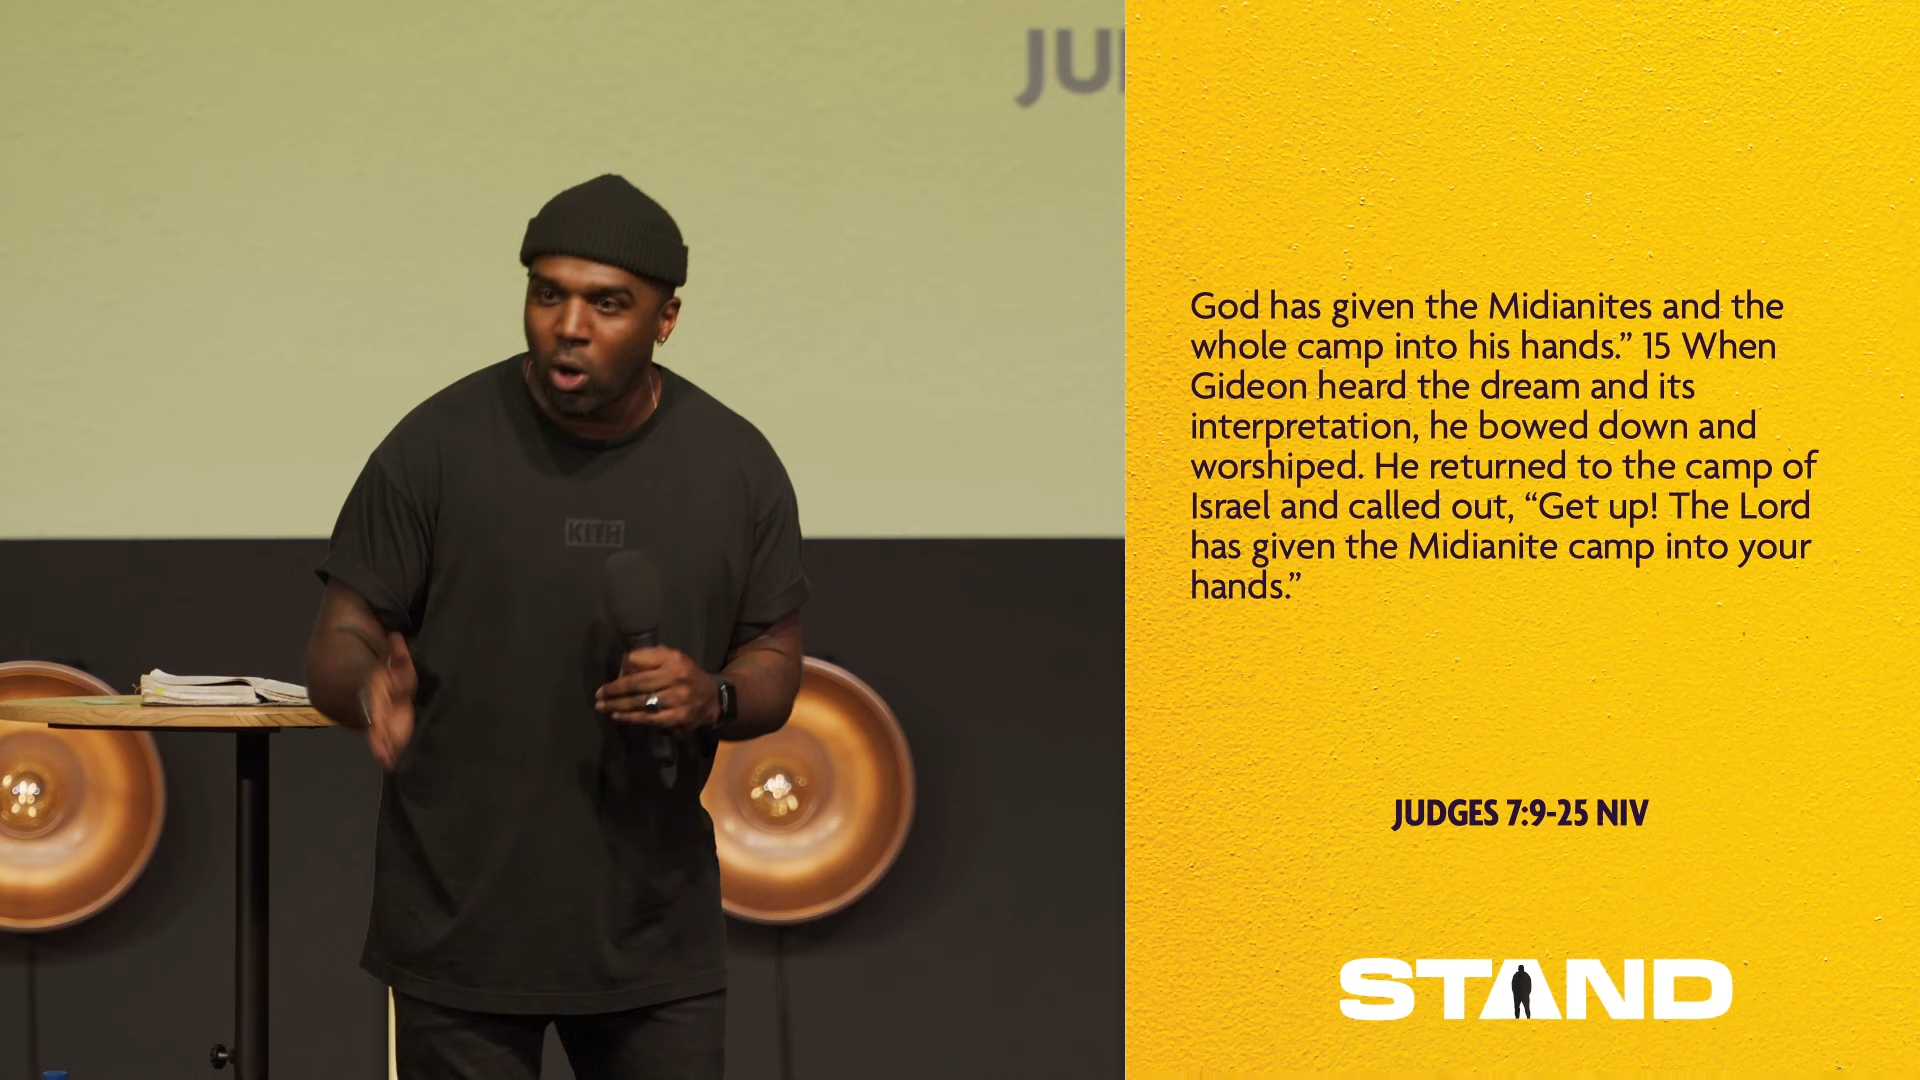 JU
KITH
God has given the Midianites and the
whole camp into his hands.” 15 When
Gideon heard the dream and its
interpretation, he bowed down and
worshiped. He returned to the camp of
Israel and called out, “Get up! The Lord
has given the Midianite camp into your
hands.”
JUDGES 7:9-25 NIV
STAND